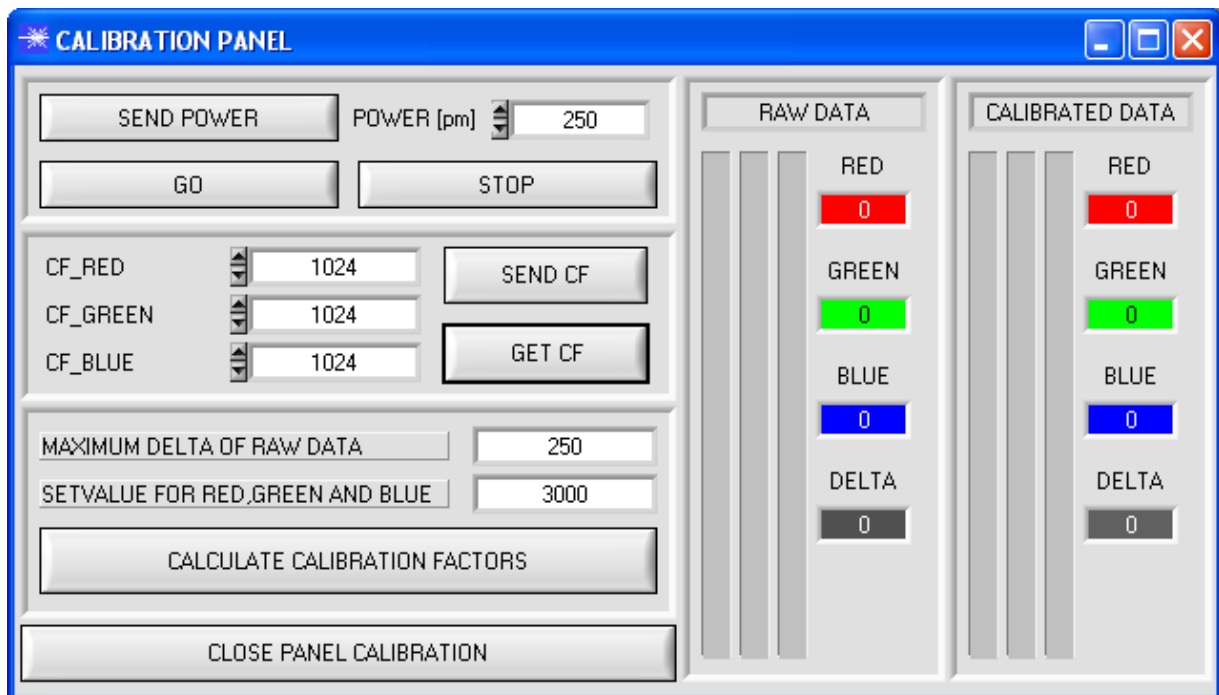 CALIBRATION PANEL
SEND POWER POWER [pm] 250
GO STOP
CF_RED 1024 SEND CF
CF_GREEN 1024
CF_BLUE 1024 GET CF
MAXIMUM DELTA OF RAW DATA 250
SETVALUE FOR RED,GREEN AND BLUE 3000
CALCULATE CALIBRATION FACTORS
CLOSE PANEL CALIBRATION
RAW DATA
RED
0
GREEN
0
BLUE
0
DELTA
0
CALIBRATED DATA
RED
0
GREEN
0
BLUE
0
DELTA
0